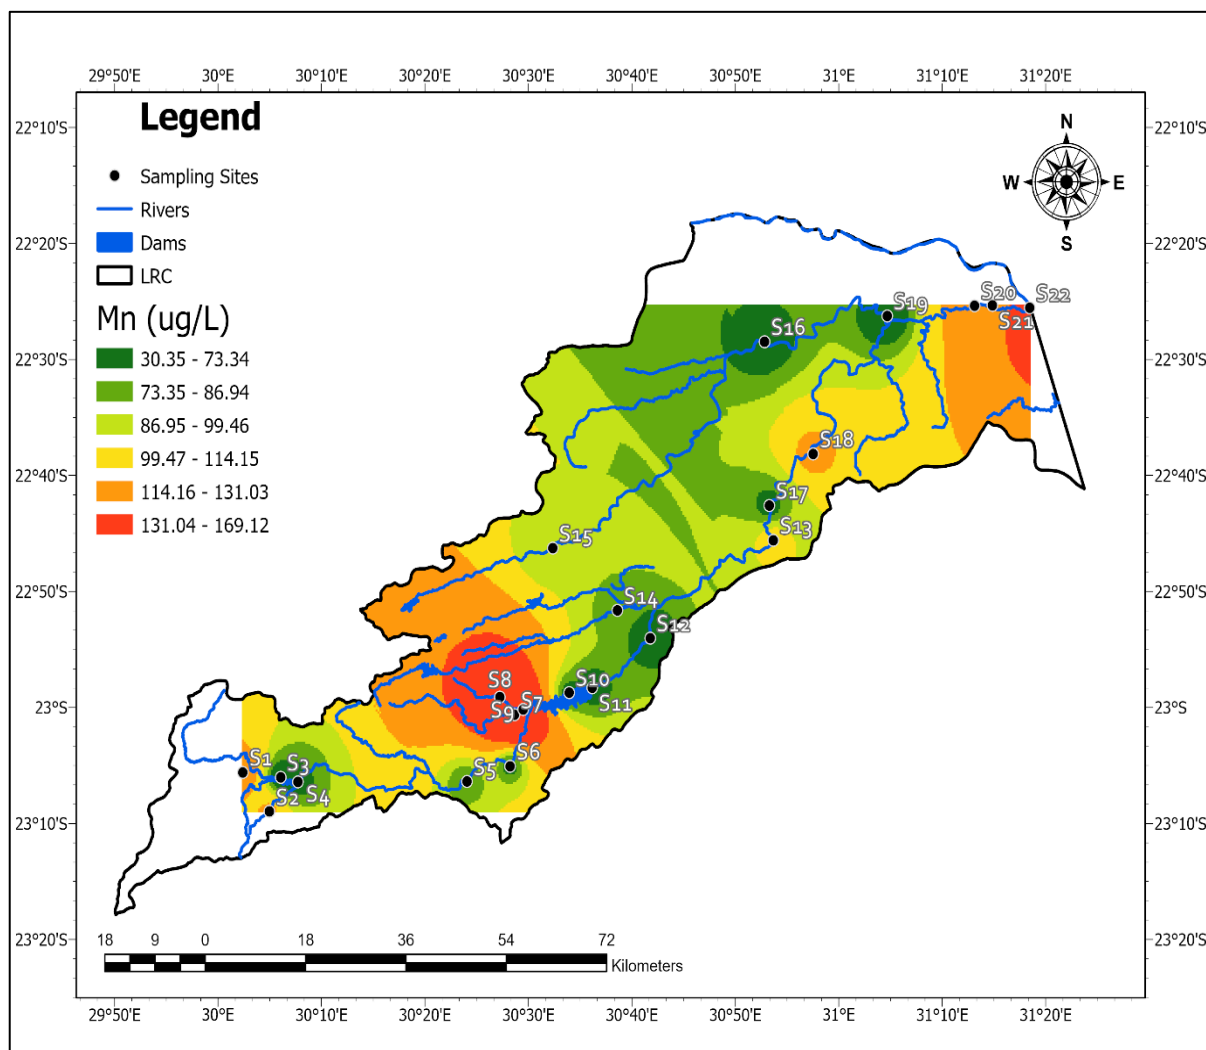 29°50'E 30°E 30°10'E 30°20'E 30°30'E 30°40'E 30°50'E 31°E 31°10'E 31°20'E
Legend
Sampling Sites
Rivers
Dams
LRC
Mn (ug/L)
30.35 - 73.34
73.35 - 86.94
86.95 - 99.46
99.47 - 114.15
114.16 - 131.03
131.04 - 169.12
N
W E
S
22°10'S 22°10'S
22°20'S 22°20'S
22°30'S 22°30'S
22°40'S 22°40'S
22°50'S 22°50'S
23°S 23°S
23°10'S 23°10'S
23°20'S 23°20'S
S20 S22
S19
S21
S16
S18
S17
S13
S15
S14
S12
S8 S10
S7
S9 S11
S6
S1 S3 S5
S2 S4
18 9 0 18 36 54 72
Kilometers
29°50'E 30°E 30°10'E 30°20'E 30°30'E 30°40'E 30°50'E 31°E 31°10'E 31°20'E